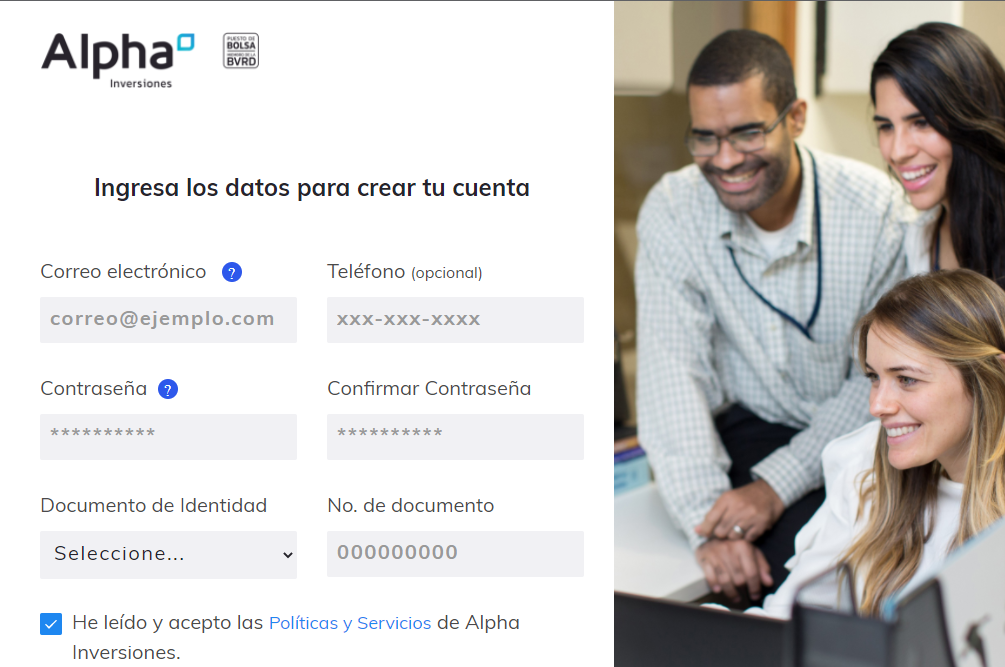 Alpha
Inversiones
PUESTO DE
BOLSA
MIEMBRO DE LA
BVRD
Ingresa los datos para crear tu cuenta
Correo electrónico ? Teléfono (opcional)
correo@ejemplo.com xxx-xxx-xxxx
Contraseña ? Confirmar Contraseña
********** **********
Documento de Identidad No. de documento
Seleccione... 000000000
He leído y acepto las Políticas y Servicios de Alpha
Inversiones.